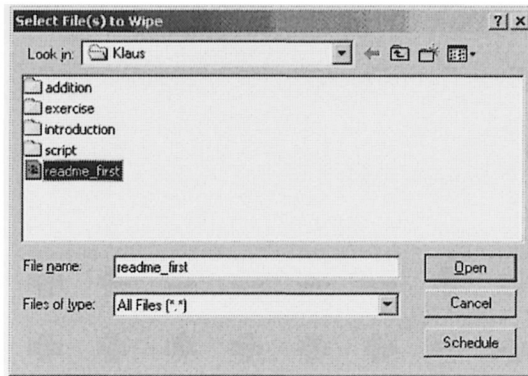 Select File(s) to Wipe
Look in: Klaus
addition
exercise
introduction
script
readme_first
File name: readme_first Open
Files of type: All Files (*.*) Cancel
Schedule